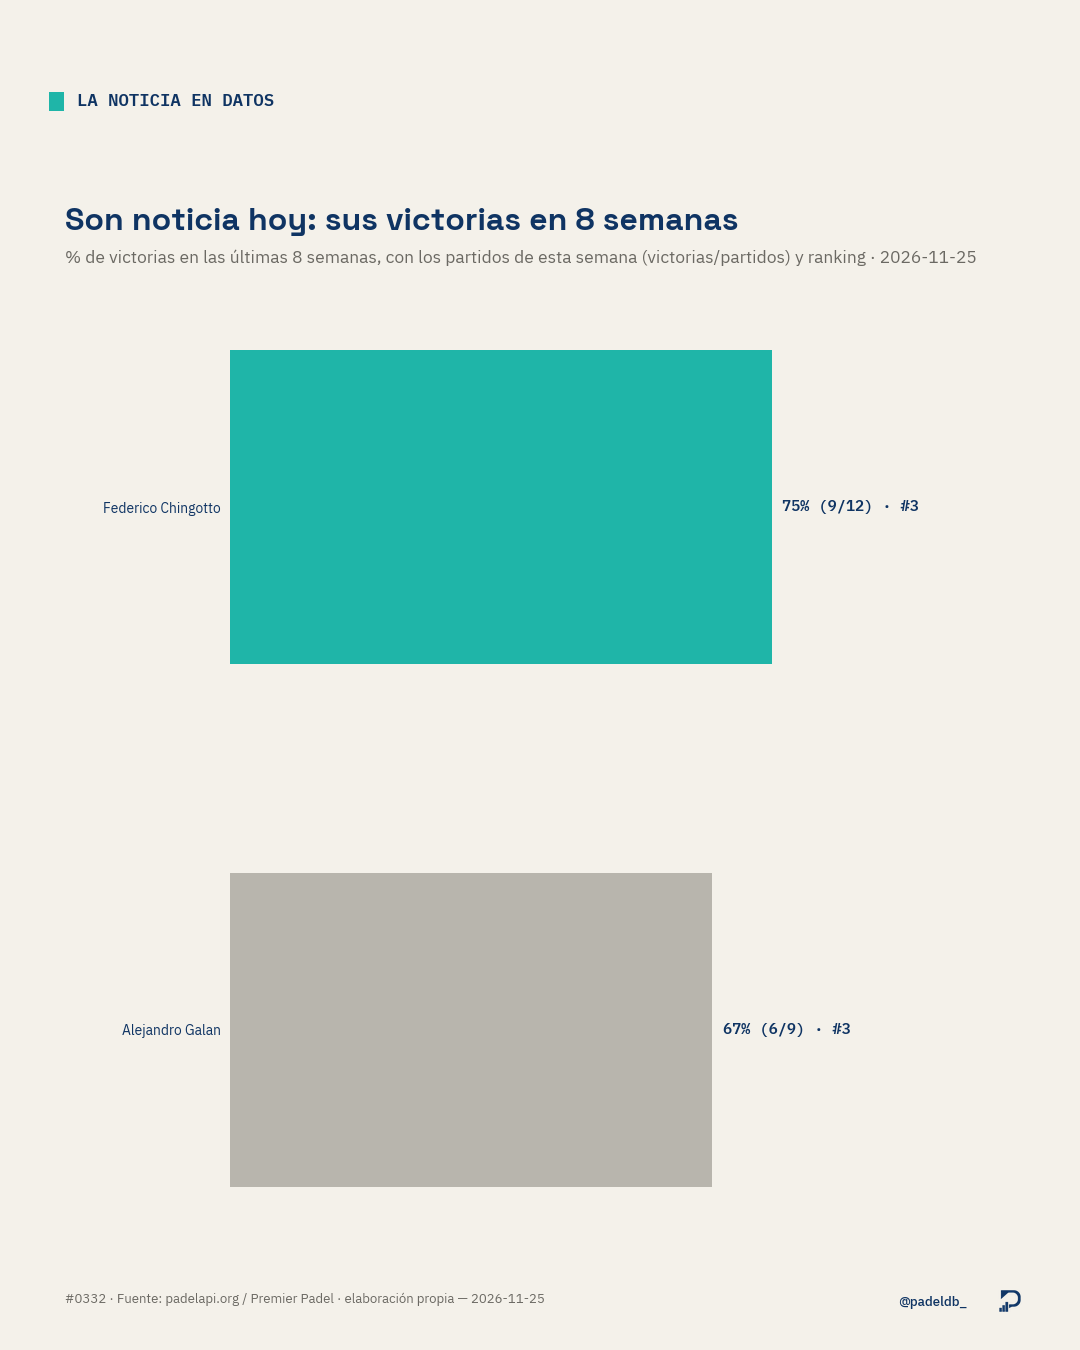 LA NOTICIA EN DATOS
Son noticia hoy: sus victorias en 8 semanas
% de victorias en las últimas 8 semanas, con los partidos de esta semana (victorias/partidos) y ranking · 2026-11-25
Federico Chingotto 75% (9/12) · #3
Alejandro Galan 67% (6/9) · #3
#0332 · Fuente: padelapi.org / Premier Padel · elaboración propia — 2026-11-25
@padeldb_